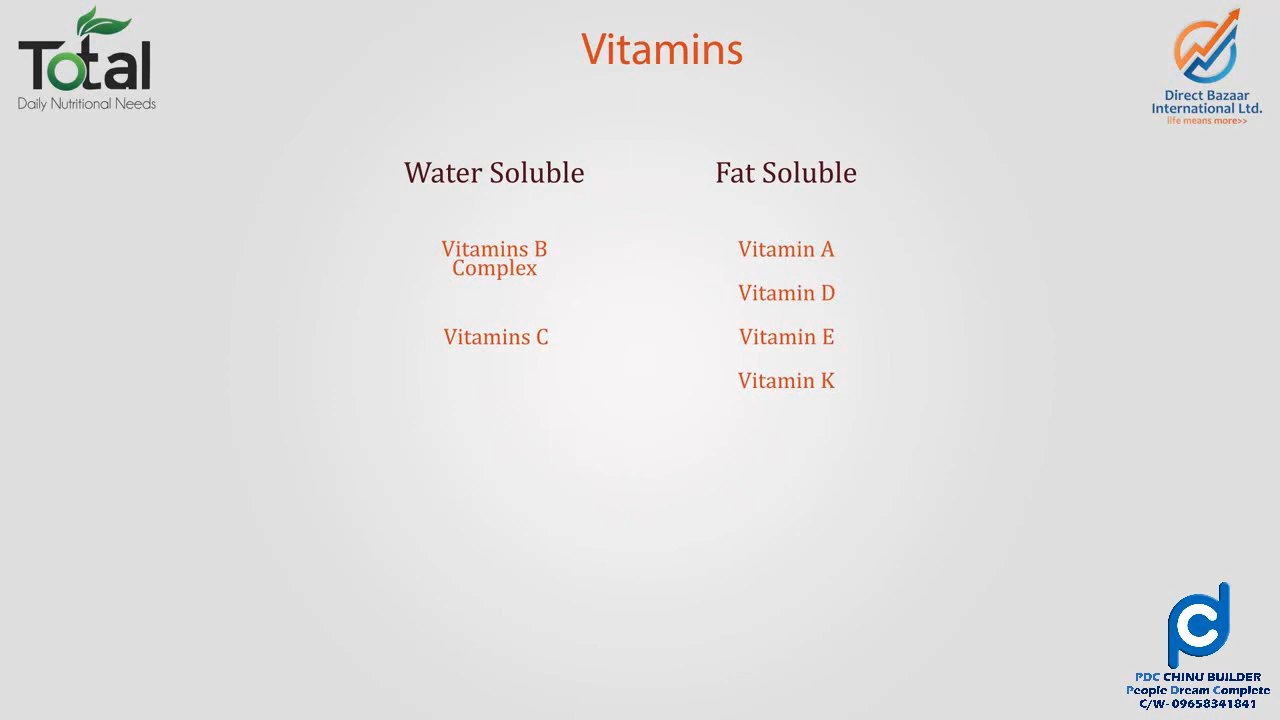 Total
Daily Nutritional Needs
Vitamins
Direct Bazaar
International Ltd.
life means more>>
Water Soluble
Fat Soluble
Vitamins B
Complex
Vitamins C
Vitamin A
Vitamin D
Vitamin E
Vitamin K
PDC CHINU BUILDER
People Dream Complete
C/W- 09658341841